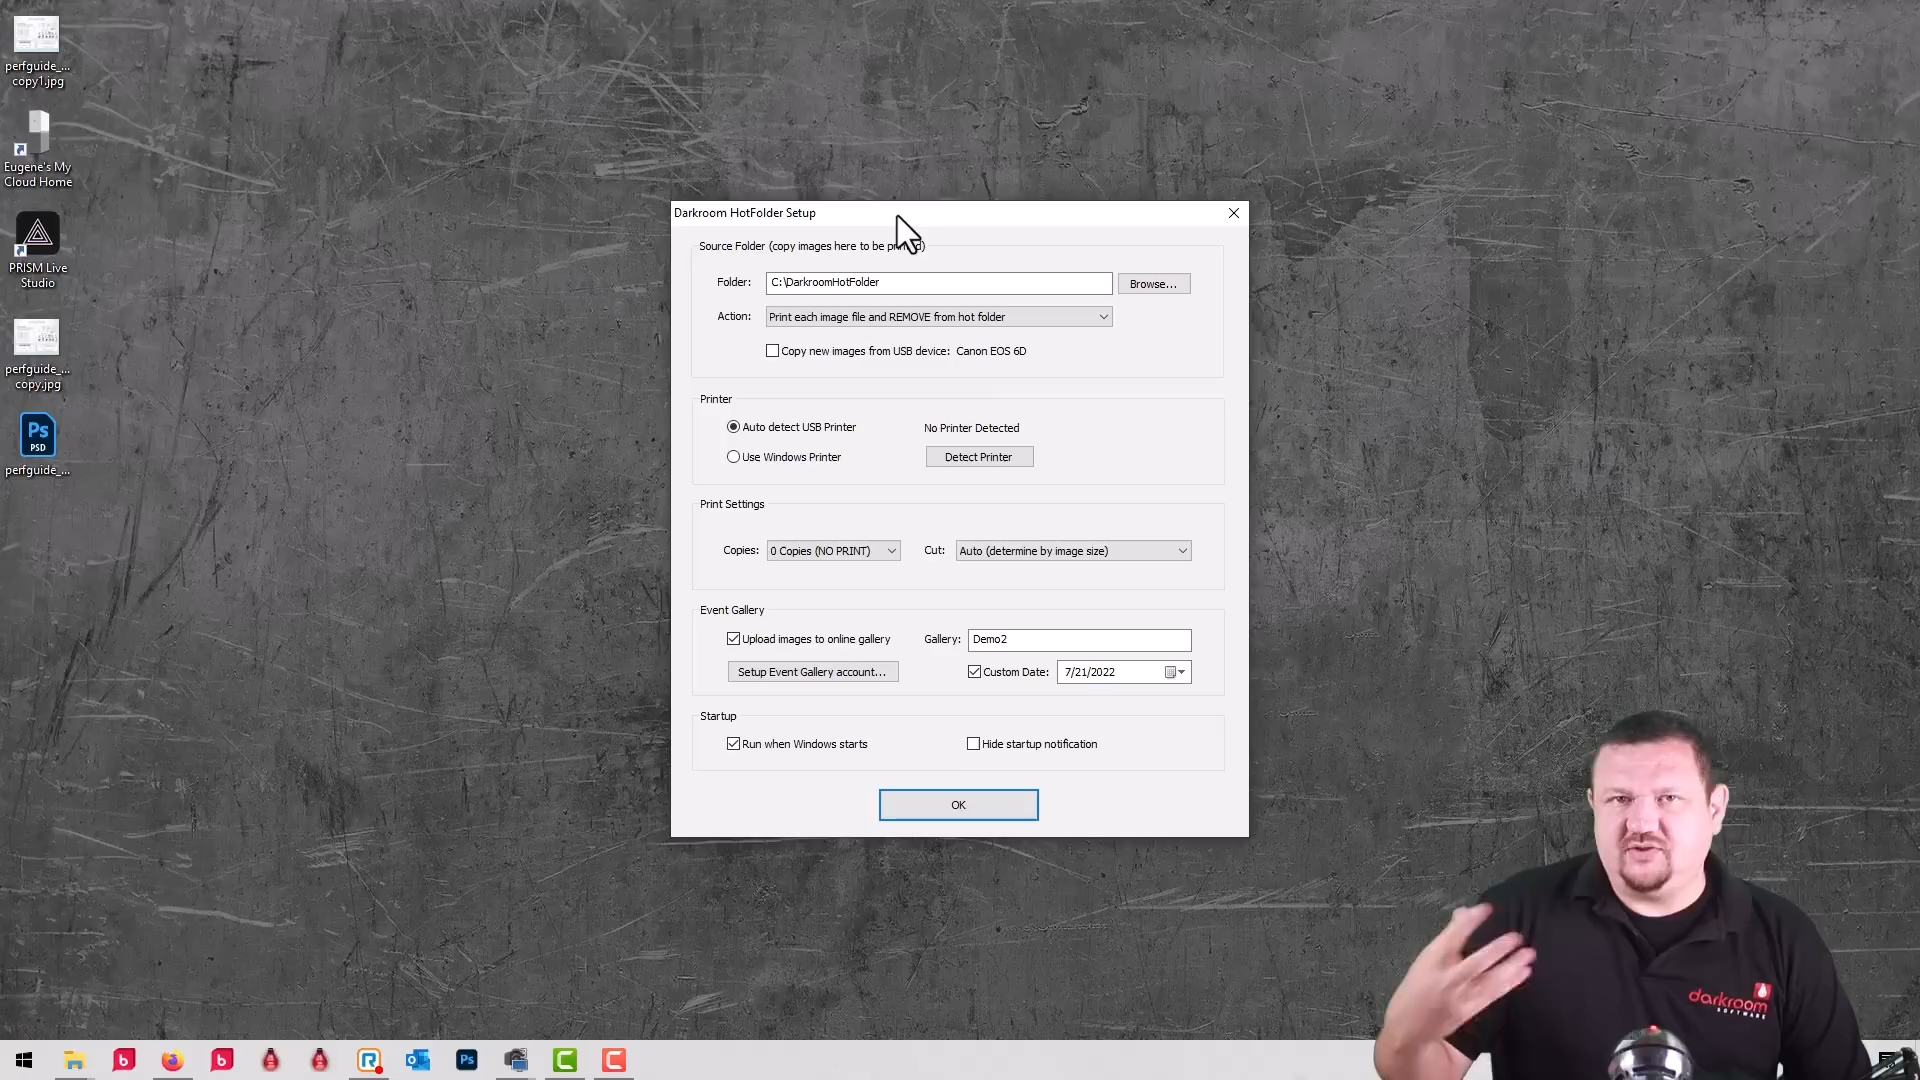 perfguide_...
copy1.jpg
Eugene's My
Cloud Home
PRISM Live
Studio
perfguide_...
copy.jpg
Ps
PSD
perfguide_...
Darkroom HotFolder Setup
Source Folder (copy images here to be printed)
Folder: C:\DarkroomHotFolder Browse...
Action: Print each image file and REMOVE from hot folder
Copy new images from USB device: Canon EOS 6D
Printer
Auto detect USB Printer No Printer Detected
Use Windows Printer Detect Printer
Print Settings
Copies: 0 Copies (NO PRINT) Cut: Auto (determine by image size)
Event Gallery
Upload images to online gallery Gallery: Demo2
Setup Event Gallery account... Custom Date: 7/21/2022
Startup
Run when Windows starts Hide startup notification
OK
darkroom
SOFTWARE
b
b
R
Ps
C
C